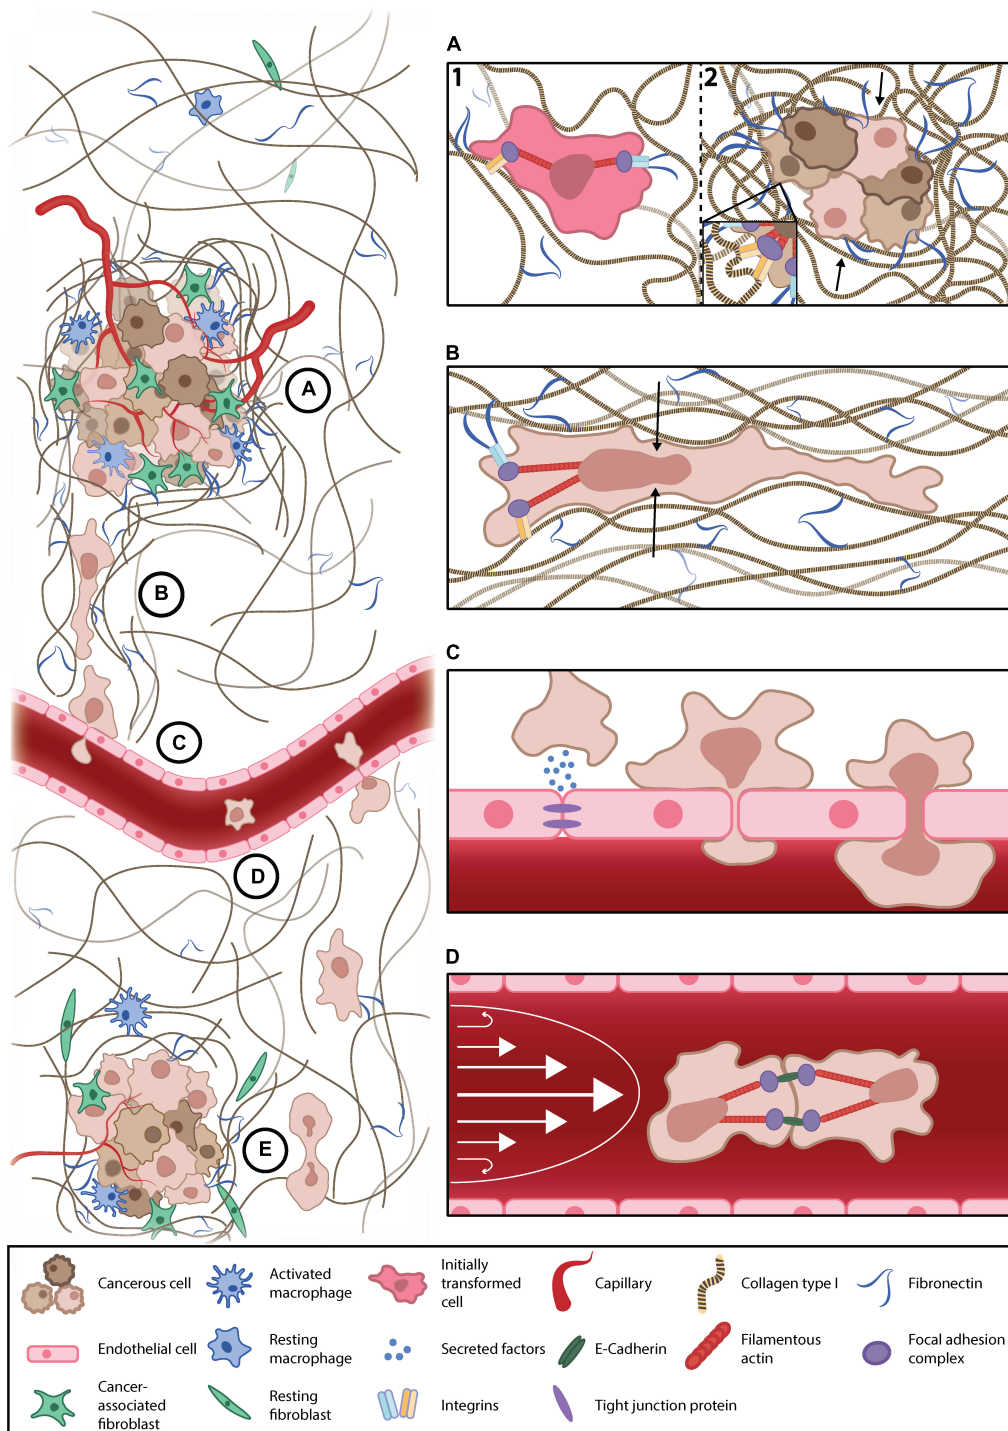 A
1
2
A
B
B
C
C
D
D
E
Cancerous cell
Activated
macrophage
Initially
transformed
cell
Capillary
Collagen type I
Fibronectin
Endothelial cell
Resting
macrophage
Secreted factors
E-Cadherin
Filamentous
actin
Focal adhesion
complex
Cancer-
associated
fibroblast
Resting
fibroblast
Integrins
Tight junction protein